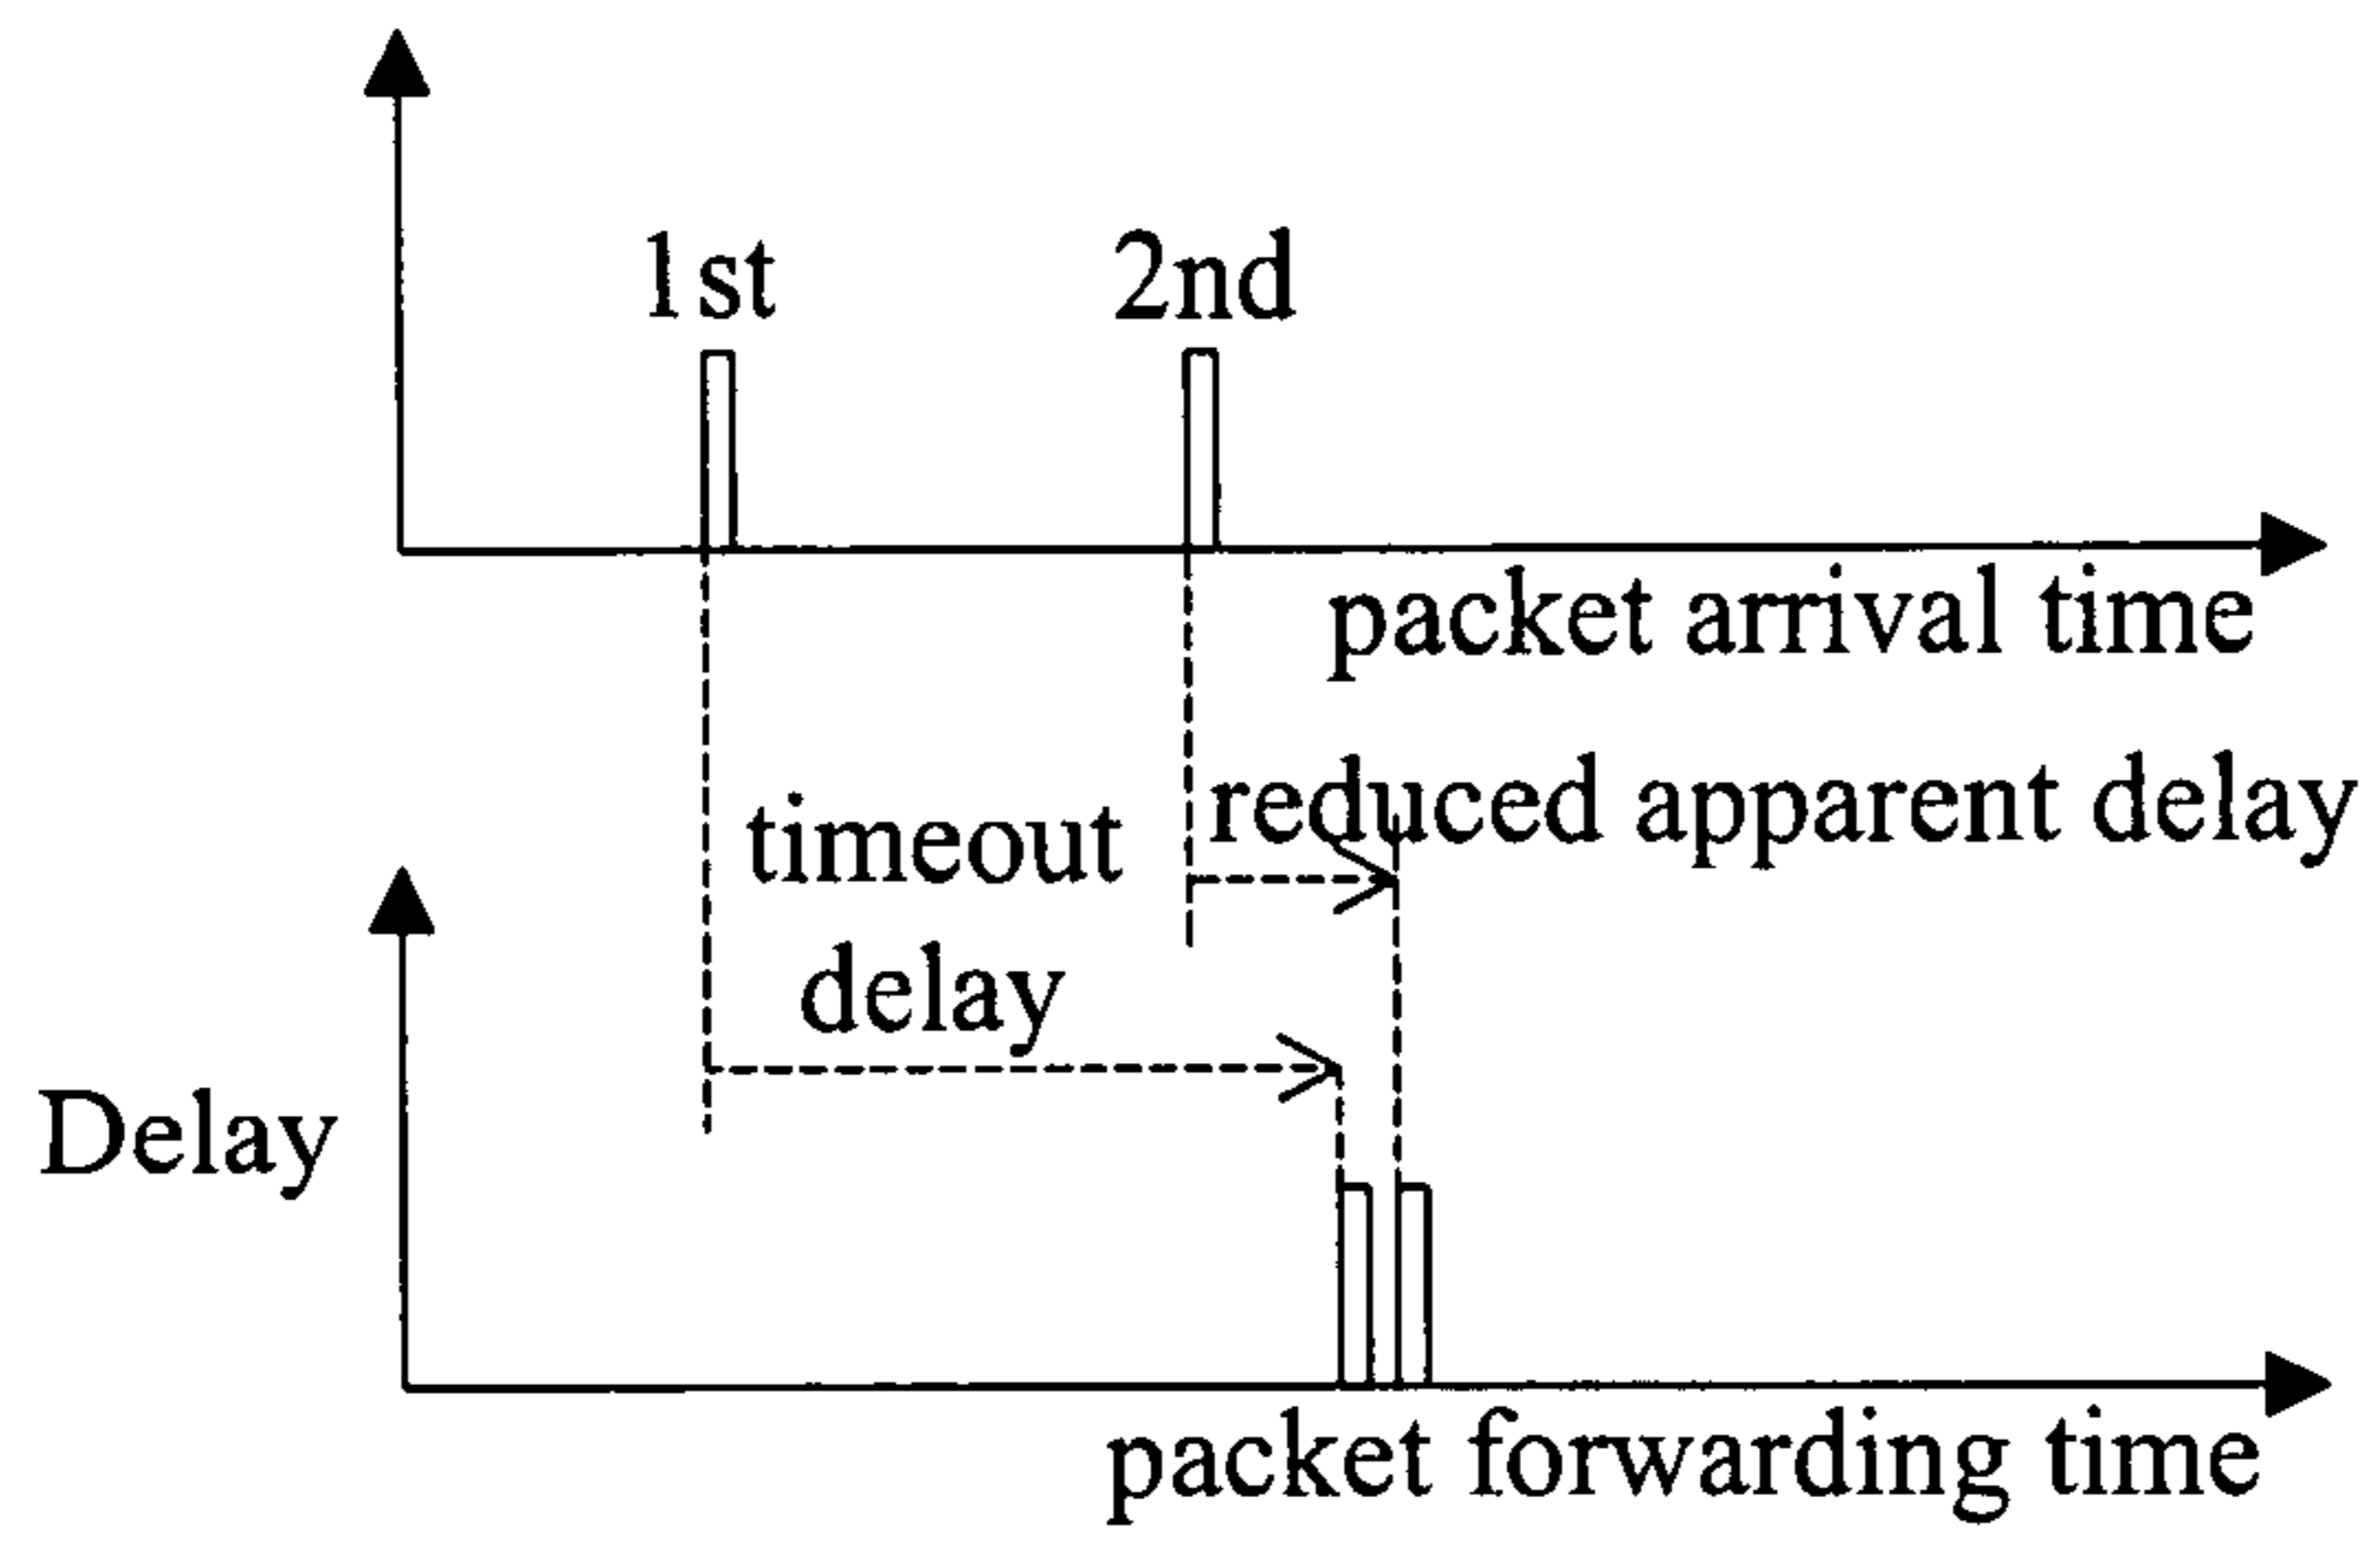 1st 2nd
packet arrival time
reduced apparent delay
timeout
delay
Delay
packet forwarding time